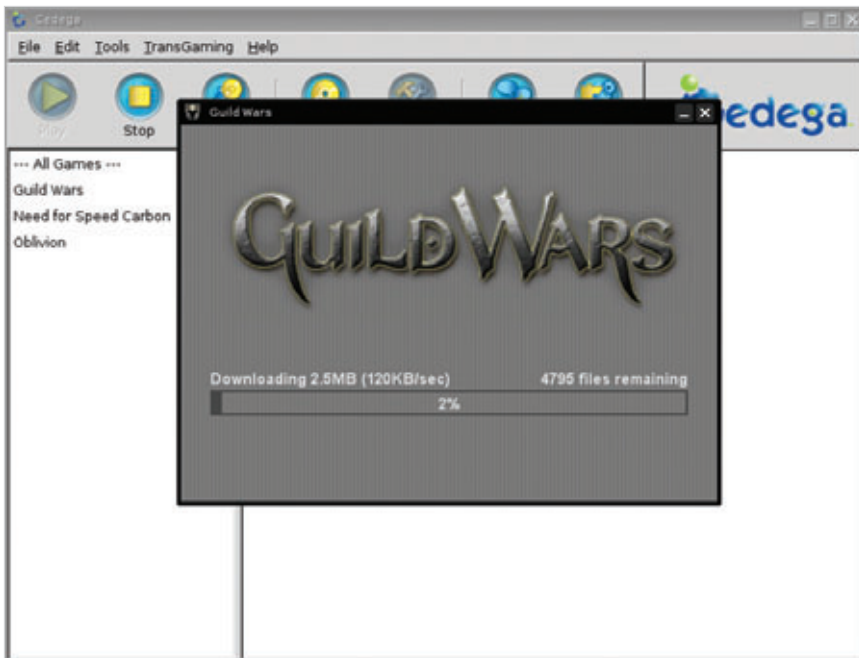 Cedega
File Edit Tools TransGaming Help
Play
Stop
edega
--- All Games ---
Guild Wars
Need for Speed Carbon
Oblivion
Guild Wars
GUILD WARS
Downloading 2.5MB (120KB/sec) 4795 files remaining
2%